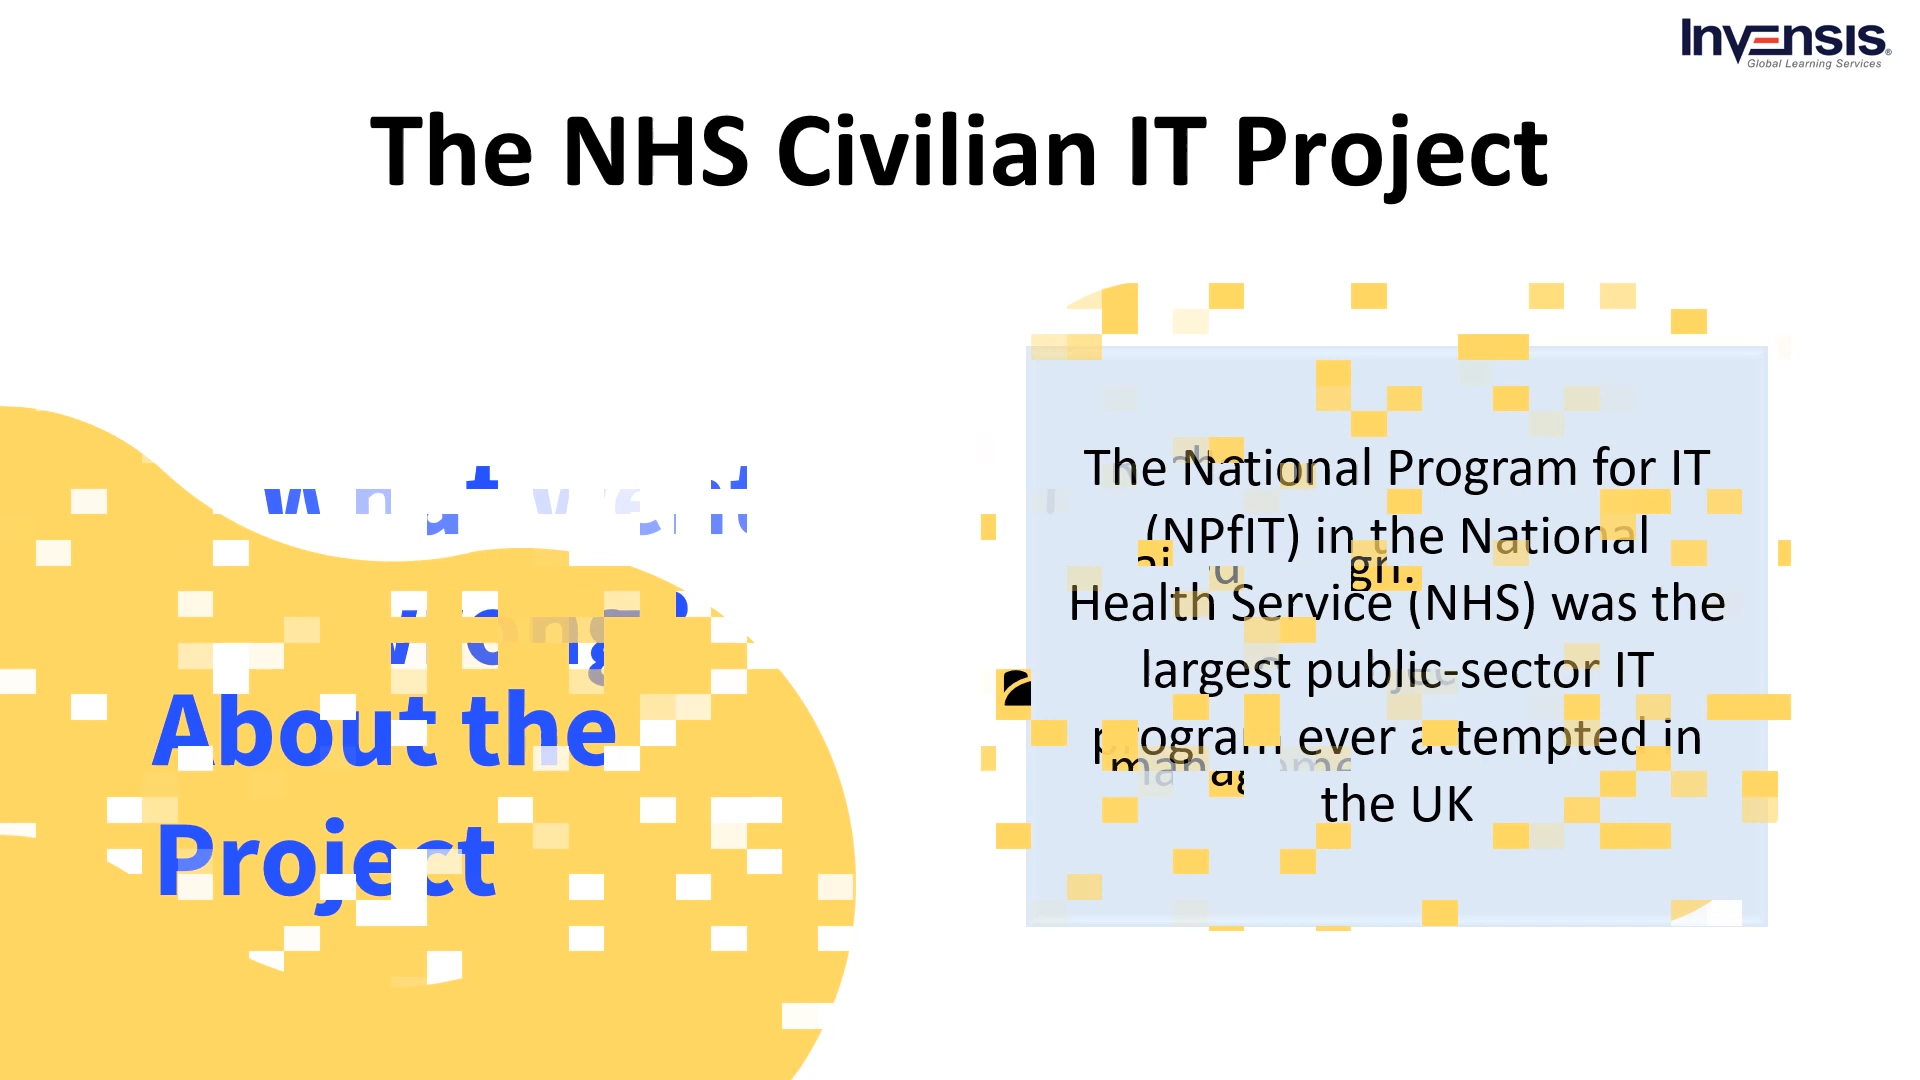 Invensis
Global Learning Services
The NHS Civilian IT Project
About the
Project
The National Program for IT
(NPfIT) in the National
Health Service (NHS) was the
largest public-sector IT
program ever attempted in
the UK